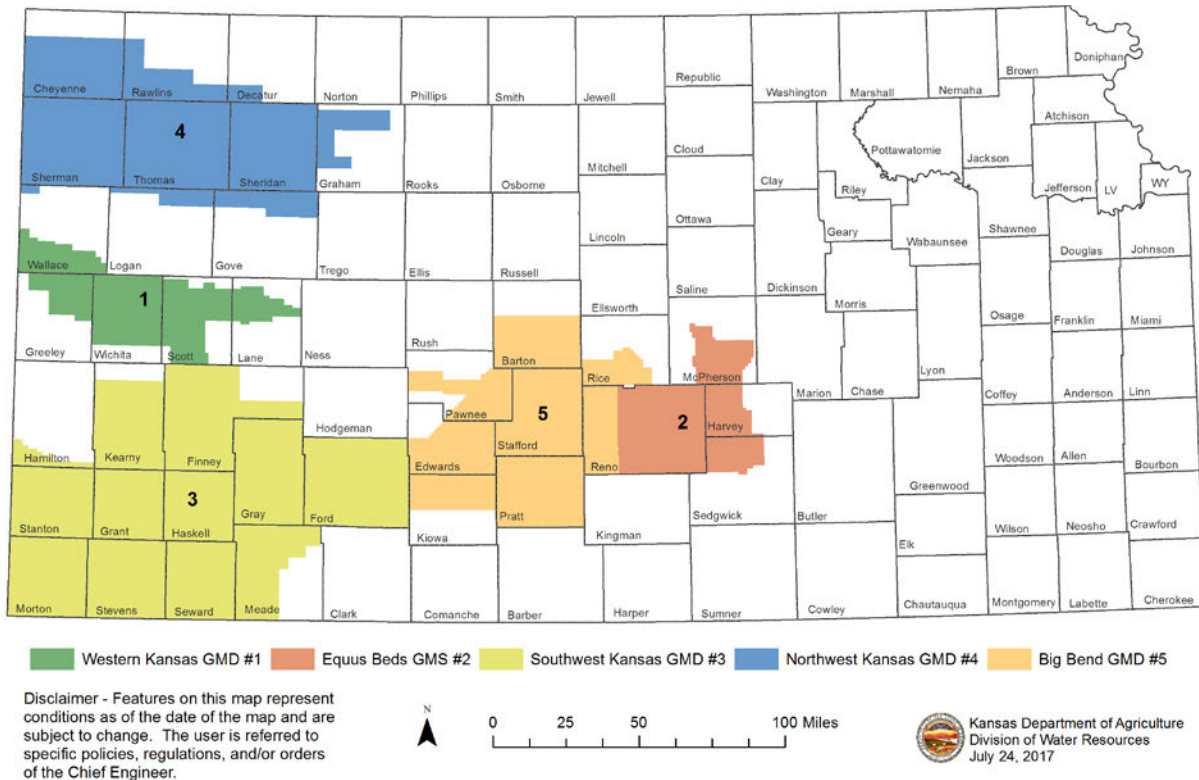 Doniphan
Brown
Republic
Cheyenne
Rawlins
Decatur
Norton
Phillips
Smith
Jewell
Washington
Marshall
Nemaha
Atchison
4
Cloud
Pottawatomie
Jackson
Mitchell
Sherman
Thomas
Sheridan
Graham
Rooks
Osborne
Clay
Riley
Jefferson
LV
WY
Ottawa
Geary
Wabaunsee
Shawnee
Lincoln
Douglas
Johnson
Wallace
Logan
Gove
Trego
Ellis
Russell
Saline
Dickinson
1
Ellsworth
Morris
Osage
Franklin
Miami
Greeley
Wichita
Scott
Lane
Ness
Rush
Barton
Rice
McPherson
Lyon
Marion
Chase
Coffey
Anderson
Linn
Pawnee
5
2
Hodgeman
Stafford
Harvey
Hamilton
Kearny
Finney
Edwards
Reno
Woodson
Allen
Bourbon
Greenwood
3
Stanton
Grant
Haskell
Gray
Ford
Pratt
Sedgwick
Butler
Kiowa
Kingman
Wilson
Neosho
Crawford
Elk
Morton
Stevens
Seward
Meade
Clark
Comanche
Barber
Harper
Sumner
Cowley
Chautauqua
Montgomery
Labette
Cherokee
Western Kansas GMD #1
Equus Beds GMS #2
Southwest Kansas GMD #3
Northwest Kansas GMD #4
Big Bend GMD #5
Disclaimer - Features on this map represent
conditions as of the date of the map and are
subject to change. The user is referred to
specific policies, regulations, and/or orders
of the Chief Engineer.
N
0 25 50 100 Miles
Kansas Department of Agriculture
Division of Water Resources
July 24, 2017